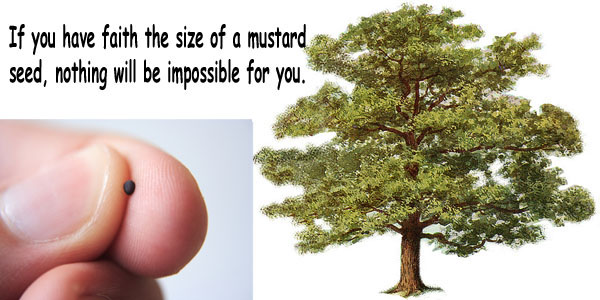 If you have faith the size of a mustard
seed, nothing will be impossible for you.